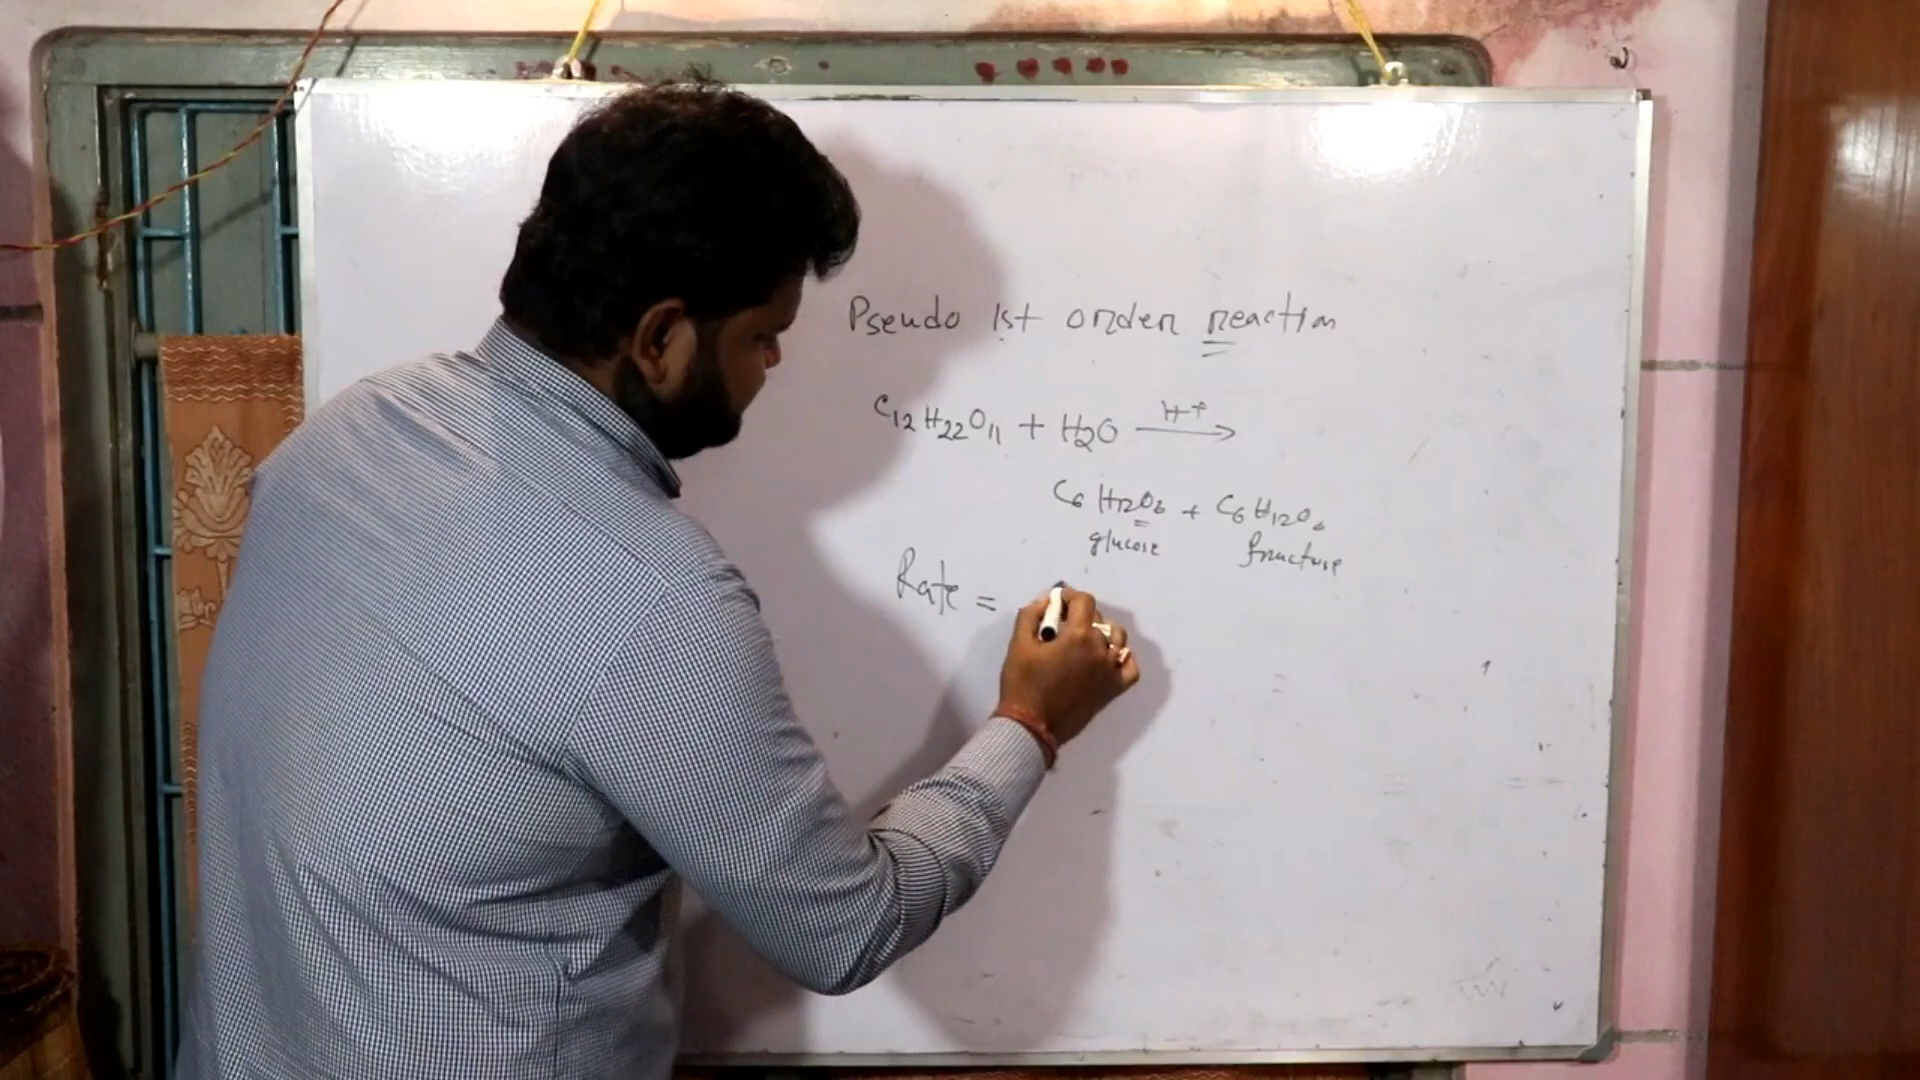 Pseudo 1st order reaction
C12H22O11 + H2O H+ →
C6H12O6 + C6H12O6
glucose fructose
Rate =